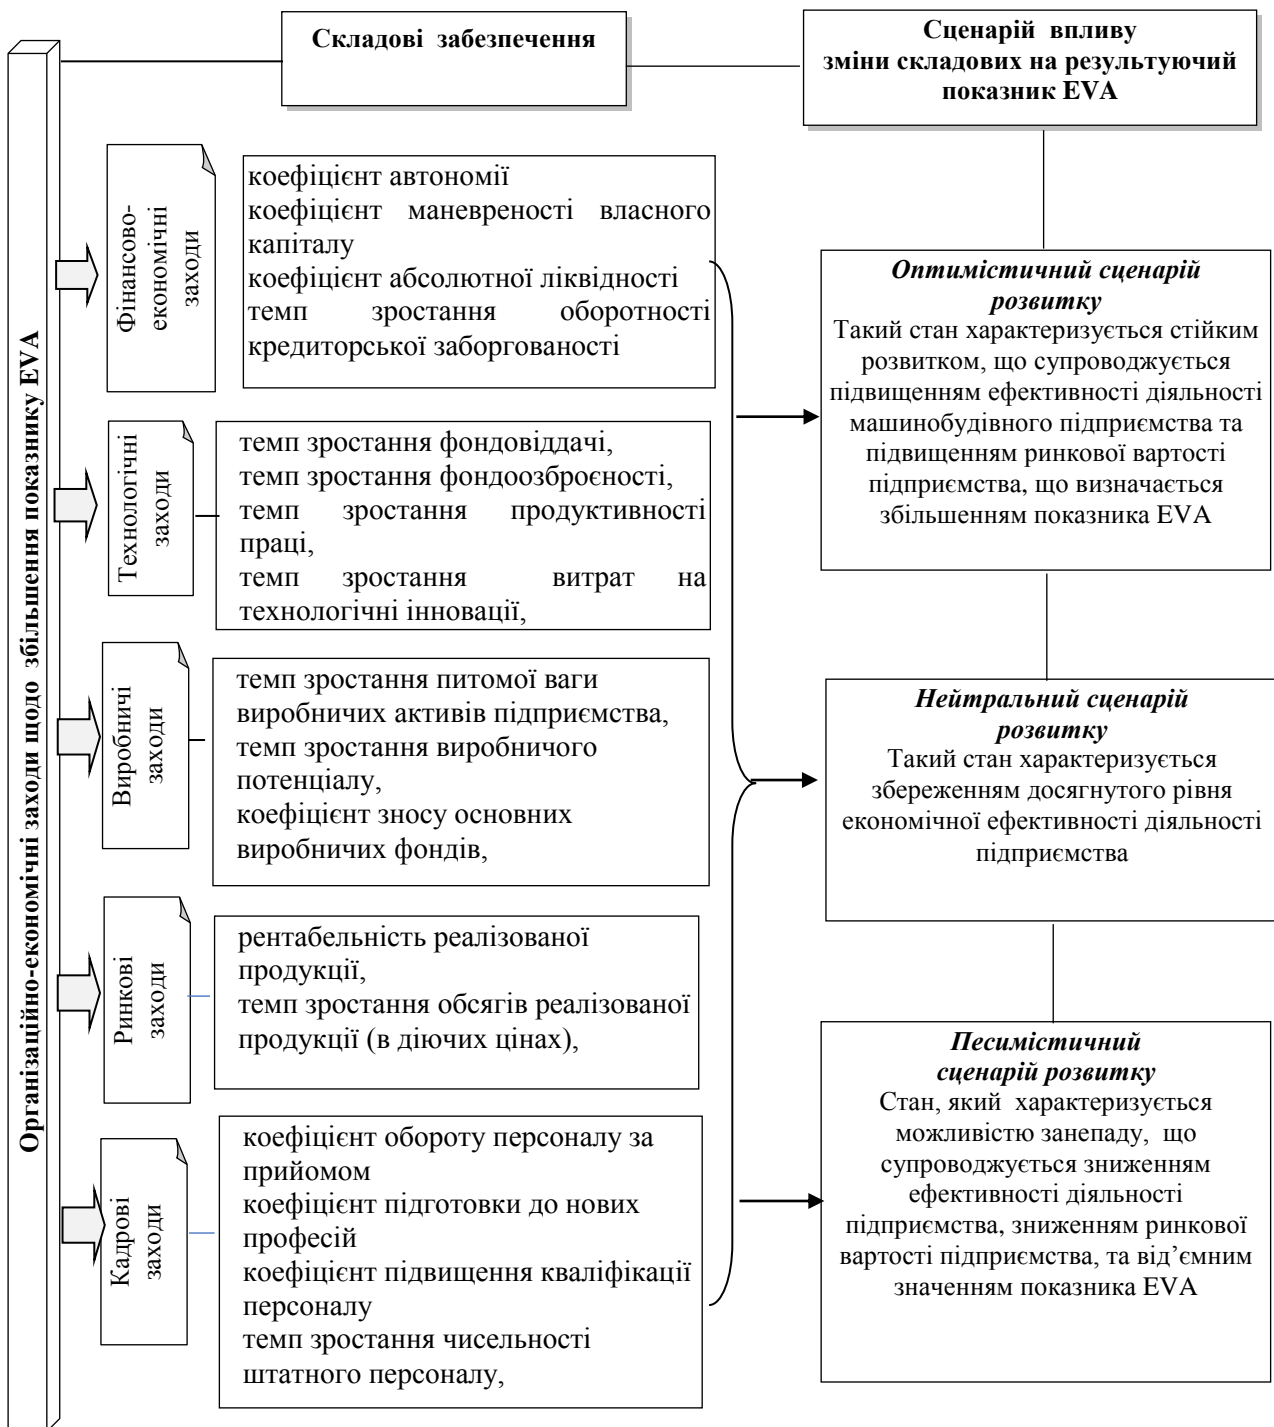 Складові забезпечення
Сценарій впливу
зміни складових на результуючий
показник EVA
Організаційно-економічні заходи щодо збільшення показнику EVA
Фінансово-
економічні
заходи
коефіцієнт автономії
коефіцієнт маневреності власного
капіталу
коефіцієнт абсолютної ліквідності
темп зростання оборотності
кредиторської заборгованості
Технологічні
заходи
темп зростання фондовіддачі,
темп зростання фондоозброєності,
темп зростання продуктивності
праці,
темп зростання витрат на
технологічні інновації,
Виробничі
заходи
темп зростання питомої ваги
виробничих активів підприємства,
темп зростання виробничого
потенціалу,
коефіцієнт зносу основних
виробничих фондів,
Ринкові
заходи
рентабельність реалізованої
продукції,
темп зростання обсягів реалізованої
продукції (в діючих цінах),
Кадрові
заходи
коефіцієнт обороту персоналу за
прийомом
коефіцієнт підготовки до нових
професій
коефіцієнт підвищення кваліфікації
персоналу
темп зростання чисельності
штатного персоналу,
Оптимістичний сценарій
розвитку
Такий стан характеризується стійким
розвитком, що супроводжується
підвищенням ефективності діяльності
машинобудівного підприємства та
підвищенням ринкової вартості
підприємства, що визначається
збільшенням показника EVA
Нейтральний сценарій
розвитку
Такий стан характеризується
збереженням досягнутого рівня
економічної ефективності діяльності
підприємства
Песимістичний
сценарій розвитку
Стан, який характеризується
можливістю занепаду, що
супроводжується зниженням
ефективності діяльності
підприємства, зниженням ринкової
вартості підприємства, та від’ємним
значенням показника EVA